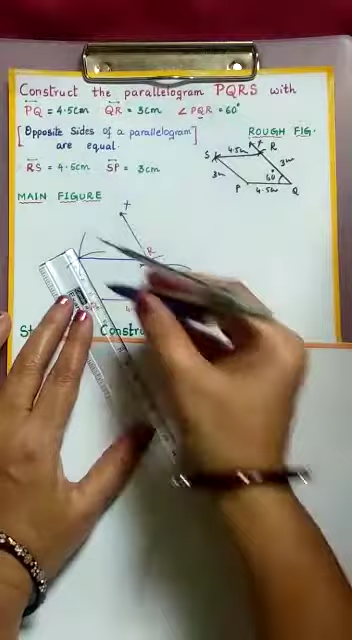 Construct the parallelogram PQRS with
PQ = 4.5cm QR = 3cm ∠PQR = 60°
[Opposite sides of a parallelogram] ROUGH FIG.
are equal.
RS = 4.5cm SP = 3cm
S 4.5cm R
3cm 60° 3cm
P 4.5cm Q
MAIN FIGURE
R
St Constr